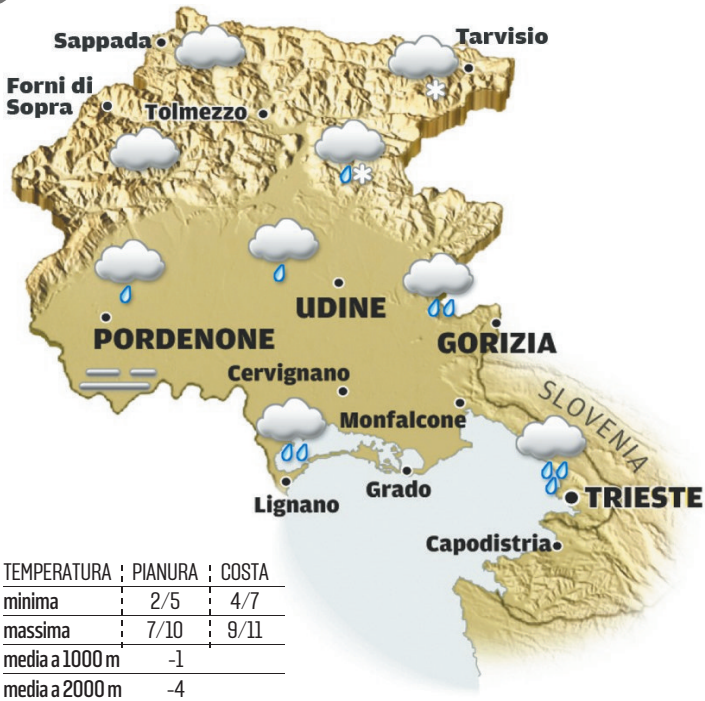 Sappada
Tarvisio
Forni di
Sopra
Tolmezzo
UDINE
PORDENONE
GORIZIA
Cervignano
SLOVENIA
Monfalcone
Grado
Lignano
TRIESTE
Capodistria
TEMPERATURA PIANURA COSTA
minima 2/5 4/7
massima 7/10 9/11
media a 1000 m -1
media a 2000 m -4